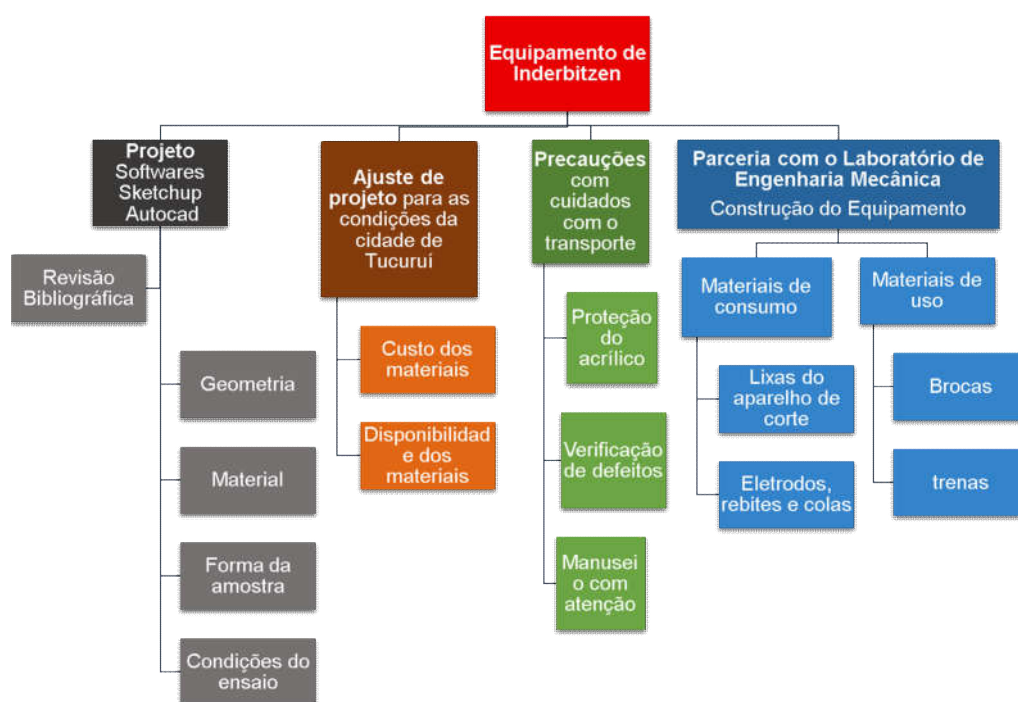 Equipamento de
Inderbitzen
Projeto
Softwares
Sketchup
Autocad
Revisão
Bibliográfica
Geometria
Material
Forma da
amostra
Condições do
ensaio
Ajuste de
projeto para as
condições da
cidade de
Tucuruí
Custo dos
materiais
Disponibilidad
e dos
materiais
Precauções
com
cuidados
com o
transporte
Proteção
do
acrílico
Verificação
de defeitos
Manusei
o com
atenção
Parceria com o Laboratório de
Engenharia Mecânica
Construção do Equipamento
Materiais de
consumo
Lixas do
aparelho de
corte
Eletrodos,
rebites e colas
Materiais de
uso
Brocas
trenas